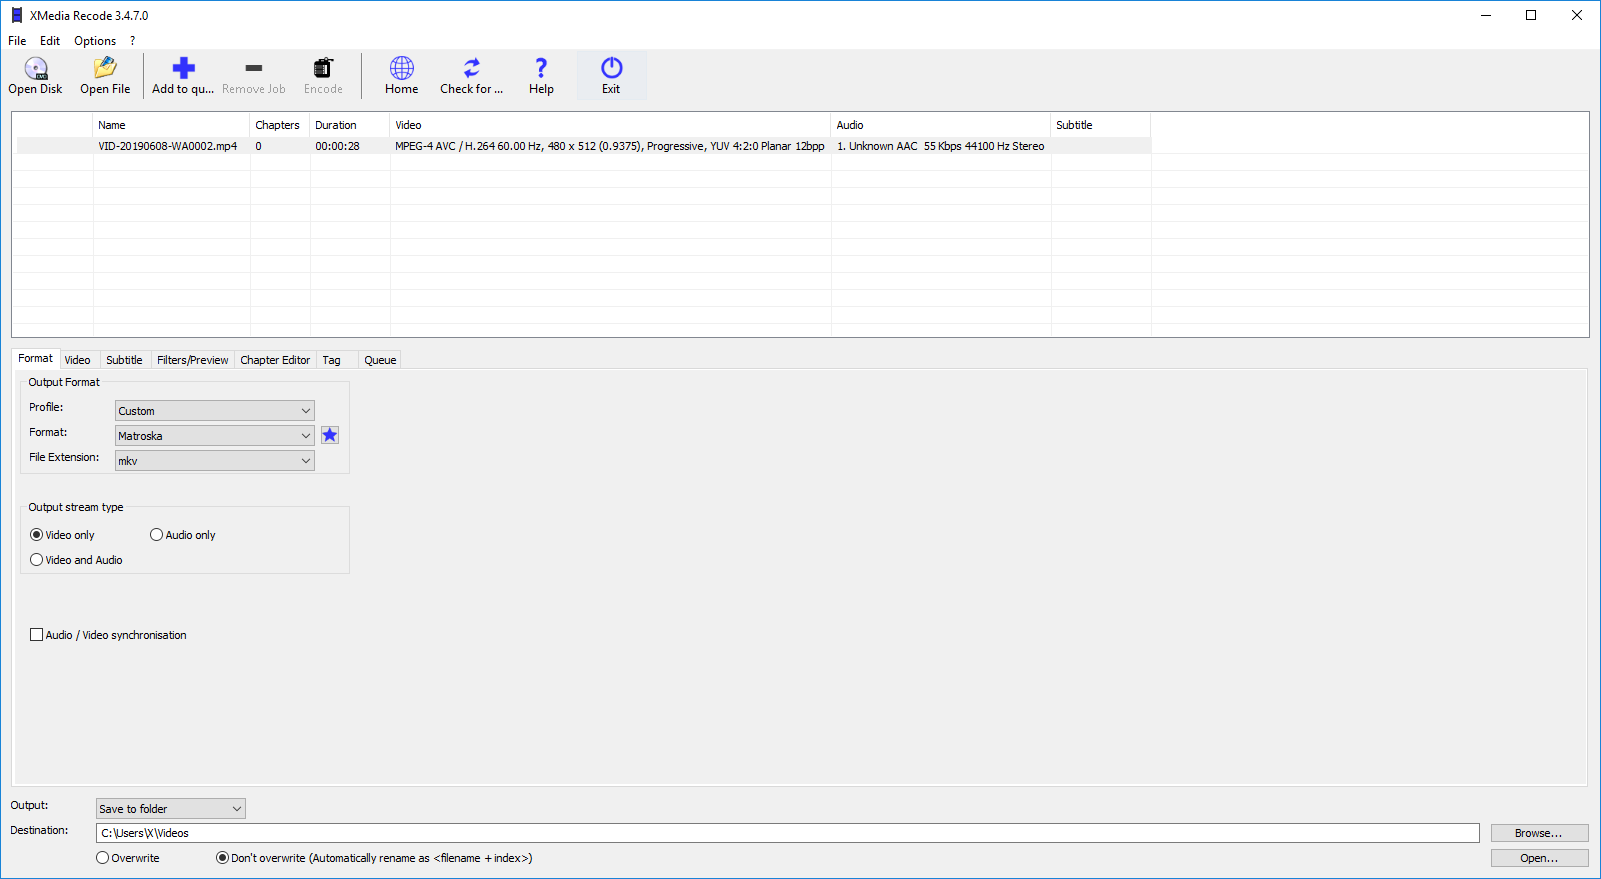 XMedia Recode 3.4.7.0
File Edit Options ?
Open Disk Open File Add to qu... Remove Job Encode Home Check for ... Help Exit
Name Chapters Duration Video Audio Subtitle
VID-20190608-WA0002.mp4 0 00:00:28 MPEG-4 AVC / H.264 60.00 Hz, 480 x 512 (0.9375), Progressive, YUV 4:2:0 Planar 12bpp 1. Unknown AAC 55 Kbps 44100 Hz Stereo
Format Video Subtitle Filters/Preview Chapter Editor Tag Queue
Output Format
Profile: Custom
Format: Matroska
File Extension: mkv
Output stream type
Video only Audio only
Video and Audio
Audio / Video synchronisation
Output: Save to folder
Destination: C:\Users\X\Videos Browse...
Overwrite Don't overwrite (Automatically rename as <filename + index>) Open...